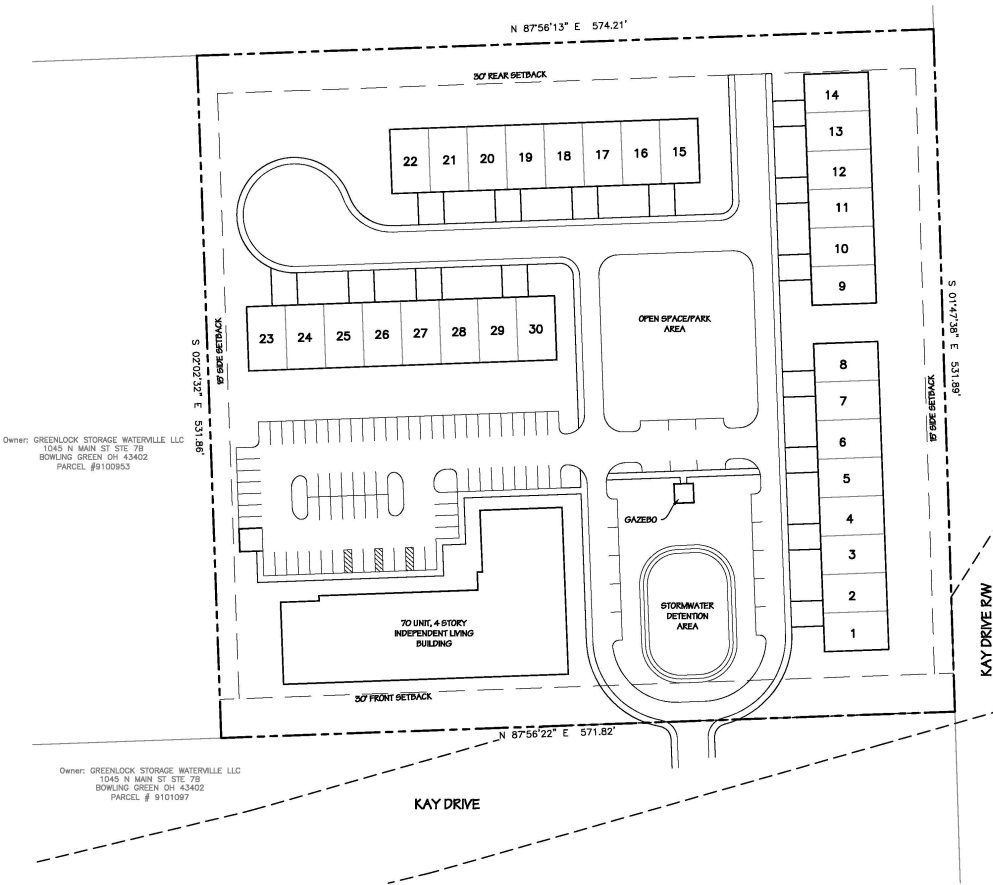 N 87°56'13" E 574.21'
30' REAR SETBACK
14
13
12
11
10
9
22 21 20 19 18 17 16 15
23 24 25 26 27 28 29 30
OPEN SPACE/PARK
AREA
S 01°47'38" E 531.89'
15' SIDE SETBACK
S 02°02'32" E 531.86'
15' SIDE SETBACK
8
7
6
5
4
3
2
1
Owner: GREENLOCK STORAGE WATERVILLE LLC
1045 N MAIN ST STE 7B
BOWLING GREEN OH 43402
PARCEL #9100953
GAZEBO
STORMWATER
DETENTION
AREA
70 UNIT, 4 STORY
INDEPENDENT LIVING
BUILDING
KAY DRIVE R/W
30' FRONT SETBACK
N 87°56'22" E 571.82'
Owner: GREENLOCK STORAGE WATERVILLE LLC
1045 N MAIN ST STE 7B
BOWLING GREEN OH 43402
PARCEL # 9101097
KAY DRIVE